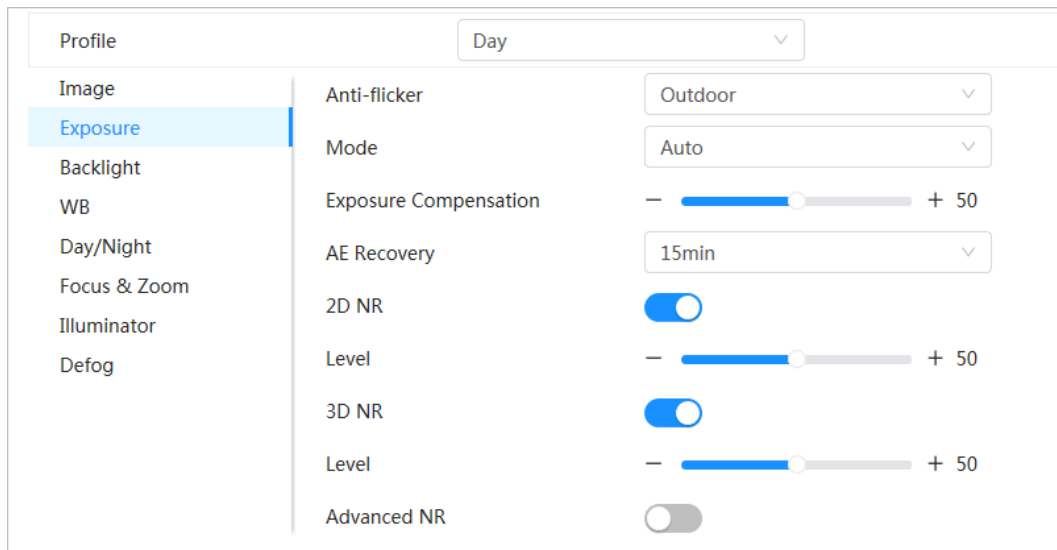 Profile Day
Image
Exposure
Backlight
WB
Day/Night
Focus & Zoom
Illuminator
Defog
Anti-flicker Outdoor
Mode Auto
Exposure Compensation − + 50
AE Recovery 15min
2D NR
Level − + 50
3D NR
Level − + 50
Advanced NR